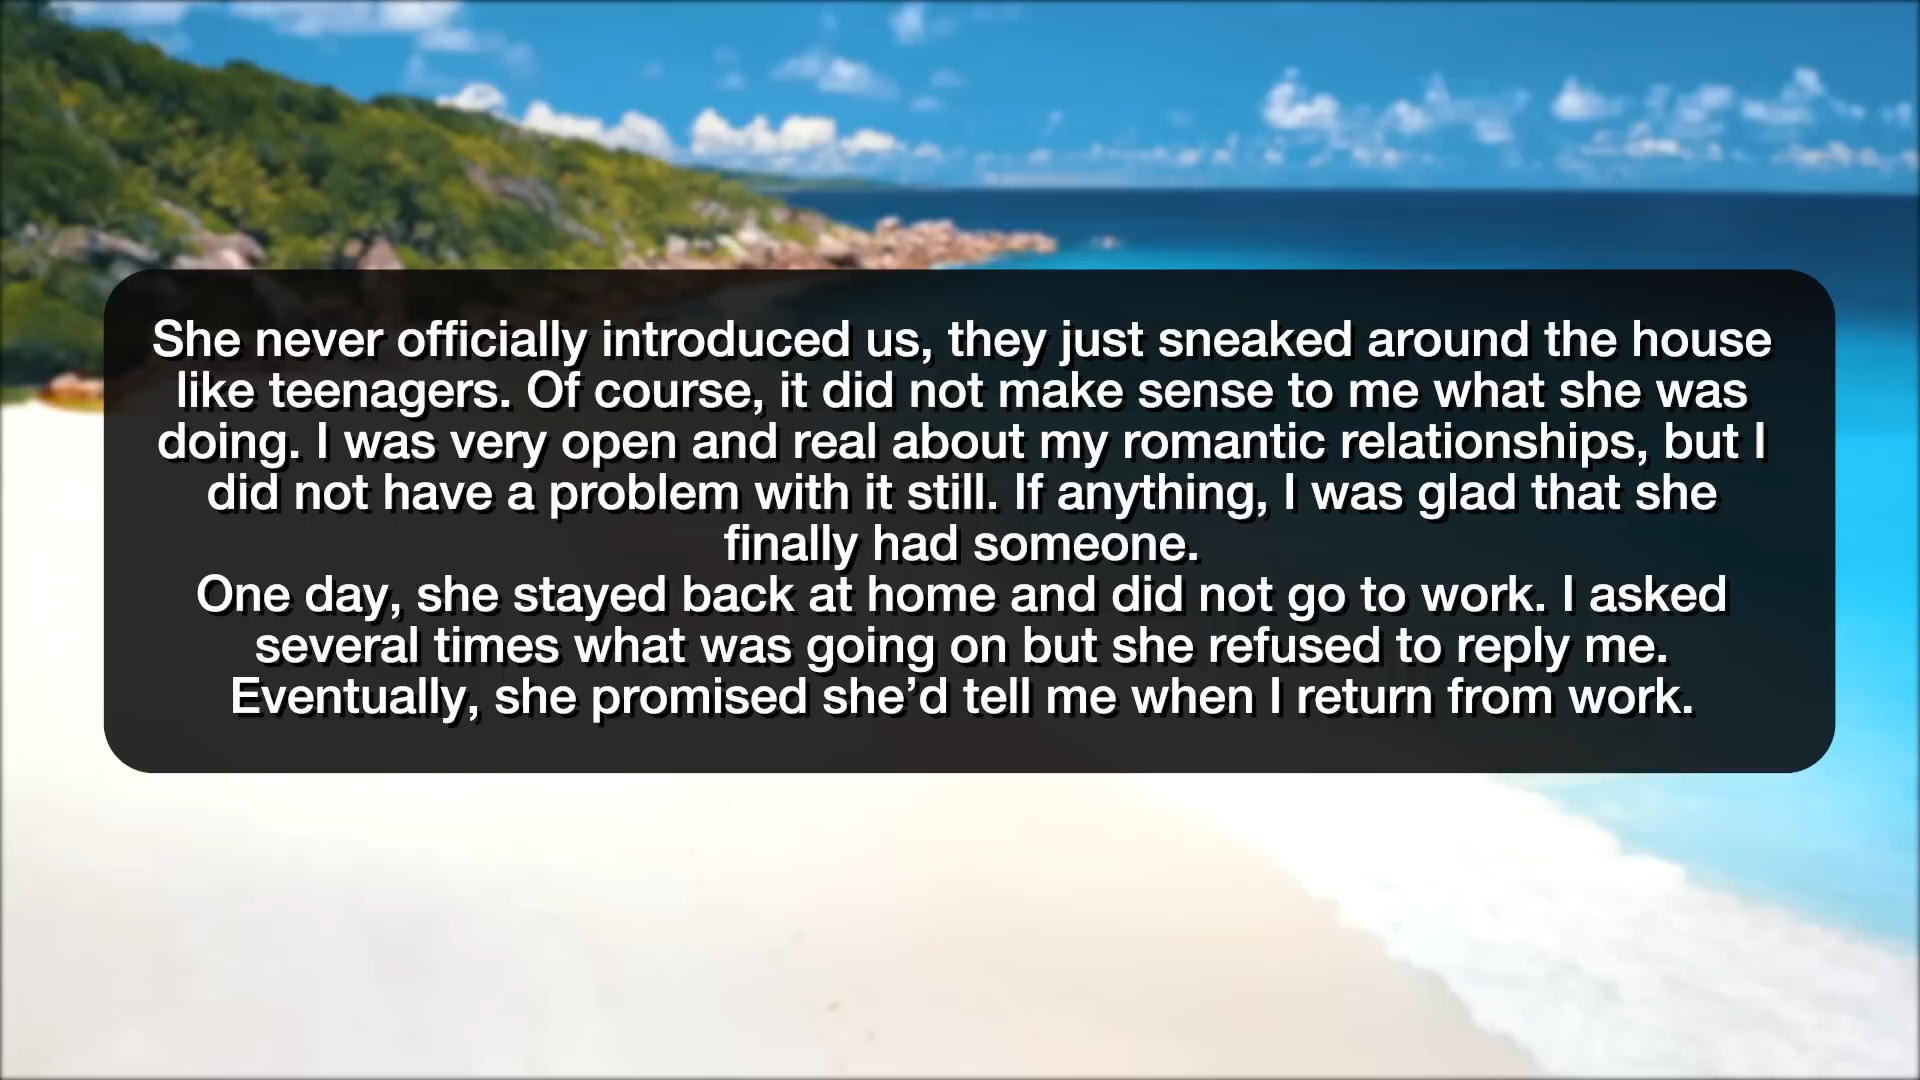 She never officially introduced us, they just sneaked around the house
like teenagers. Of course, it did not make sense to me what she was
doing. I was very open and real about my romantic relationships, but I
did not have a problem with it still. If anything, I was glad that she
finally had someone.
One day, she stayed back at home and did not go to work. I asked
several times what was going on but she refused to reply me.
Eventually, she promised she’d tell me when I return from work.